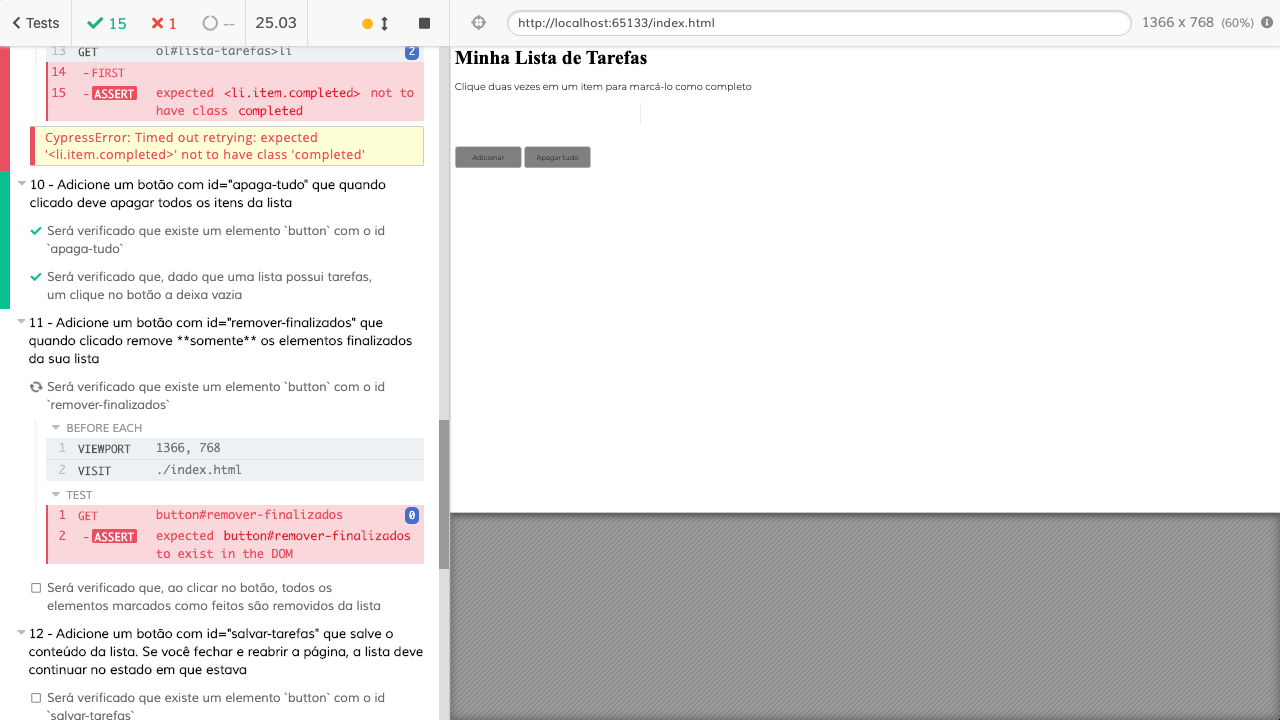 Tests
15
1
--
25.03
http://localhost:65133/index.html
1366 x 768 (60%)
13 GET ol#lista-tarefas>li 2
14 -FIRST
15 -ASSERT expected <li.item.completed> not to
have class completed
CypressError: Timed out retrying: expected
'<li.item.completed>' not to have class 'completed'
10 - Adicione um botão com id="apaga-tudo" que quando
clicado deve apagar todos os itens da lista
Será verificado que existe um elemento `button` com o id
`apaga-tudo`
Será verificado que, dado que uma lista possui tarefas,
um clique no botão a deixa vazia
11 - Adicione um botão com id="remover-finalizados" que
quando clicado remove **somente** os elementos finalizados
da sua lista
Será verificado que existe um elemento `button` com o id
`remover-finalizados`
BEFORE EACH
1 VIEWPORT 1366, 768
2 VISIT ./index.html
TEST
1 GET button#remover-finalizados 0
2 -ASSERT expected button#remover-finalizados
to exist in the DOM
Será verificado que, ao clicar no botão, todos os
elementos marcados como feitos são removidos da lista
12 - Adicione um botão com id="salvar-tarefas" que salve o
conteúdo da lista. Se você fechar e reabrir a página, a lista deve
continuar no estado em que estava
Será verificado que existe um elemento `button` com o id
`salvar-tarefas`
Minha Lista de Tarefas
Clique duas vezes em um item para marcá-lo como completo
Adicionar
Apagar tudo